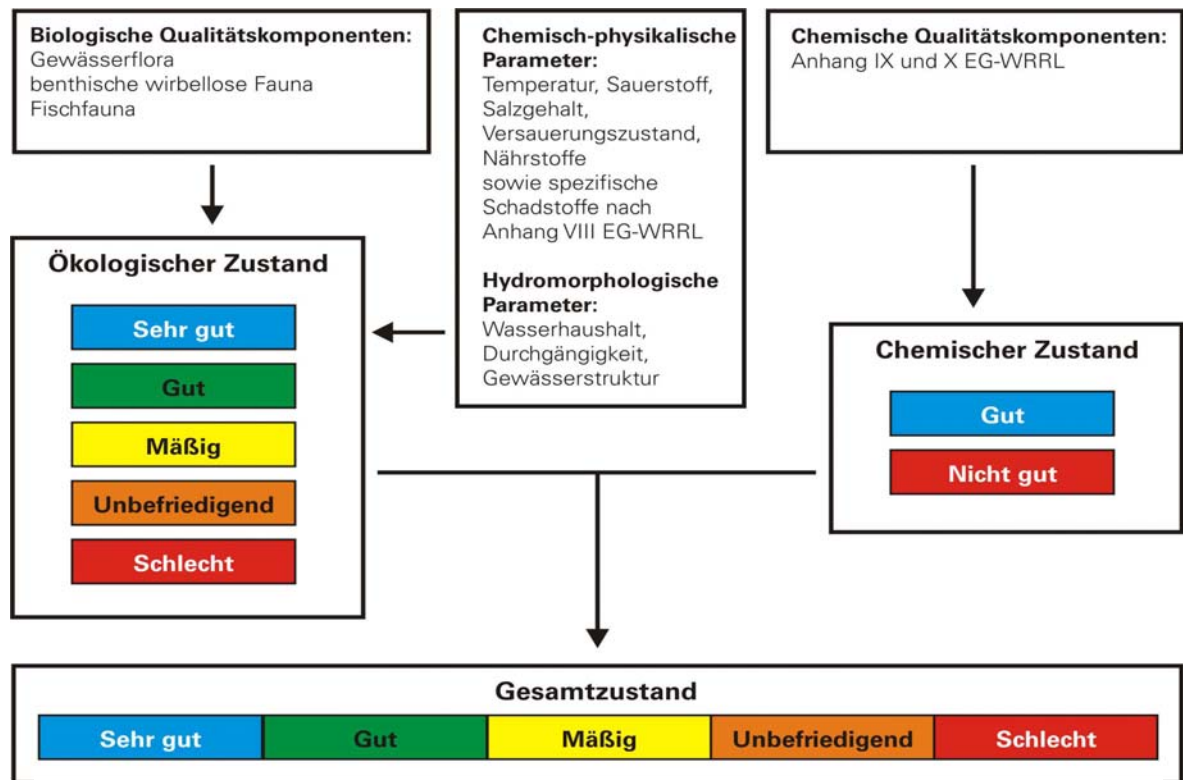 Biologische Qualitätskomponenten:
Gewässerflora
benthische wirbellose Fauna
Fischfauna
Chemisch-physikalische
Parameter:
Temperatur, Sauerstoff,
Salzgehalt,
Versauerungszustand,
Nährstoffe
sowie spezifische
Schadstoffe nach
Anhang VIII EG-WRRL
Hydromorphologische
Parameter:
Wasserhaushalt,
Durchgängigkeit,
Gewässerstruktur
Chemische Qualitätskomponenten:
Anhang IX und X EG-WRRL
Ökologischer Zustand
Sehr gut
Gut
Mäßig
Unbefriedigend
Schlecht
Chemischer Zustand
Gut
Nicht gut
Gesamtzustand
Sehr gut
Gut
Mäßig
Unbefriedigend
Schlecht